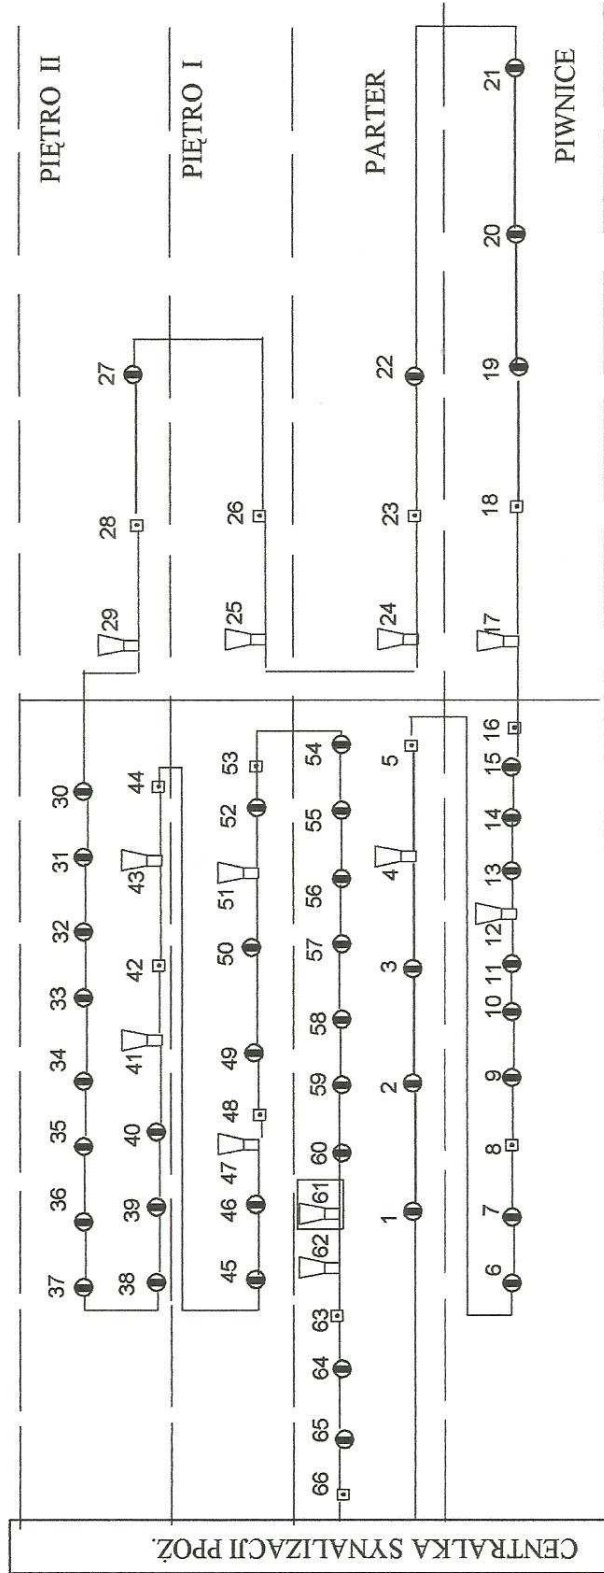 CENTRALKA SYNALIZACJI PPOŻ.
PIĘTRO II
37 36 35 34 33 32 31 30 29 28 27
38 39 40 41 42 43 44
PIĘTRO I
45 46 47 48 49 50 51 52 53 25 26
66 65 64 63 62 61 60 59 58 57 56 55 54
PARTER
1 2 3 4 5 24 23 22
6 7 8 9 10 11 12 13 14 15 16 17 18 19 20 21
PIWNICE